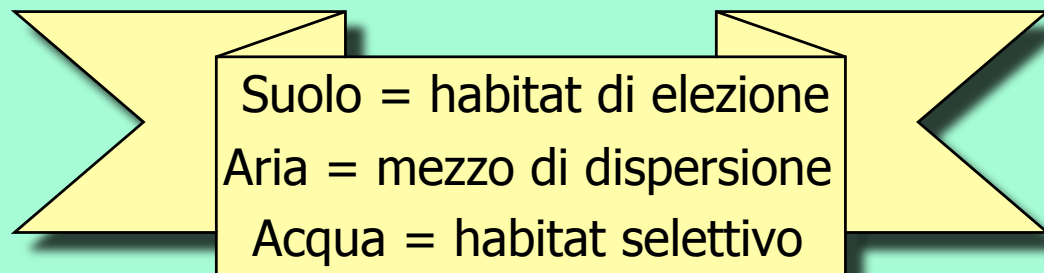 Suolo = habitat di elezione
Aria = mezzo di dispersione
Acqua = habitat selettivo